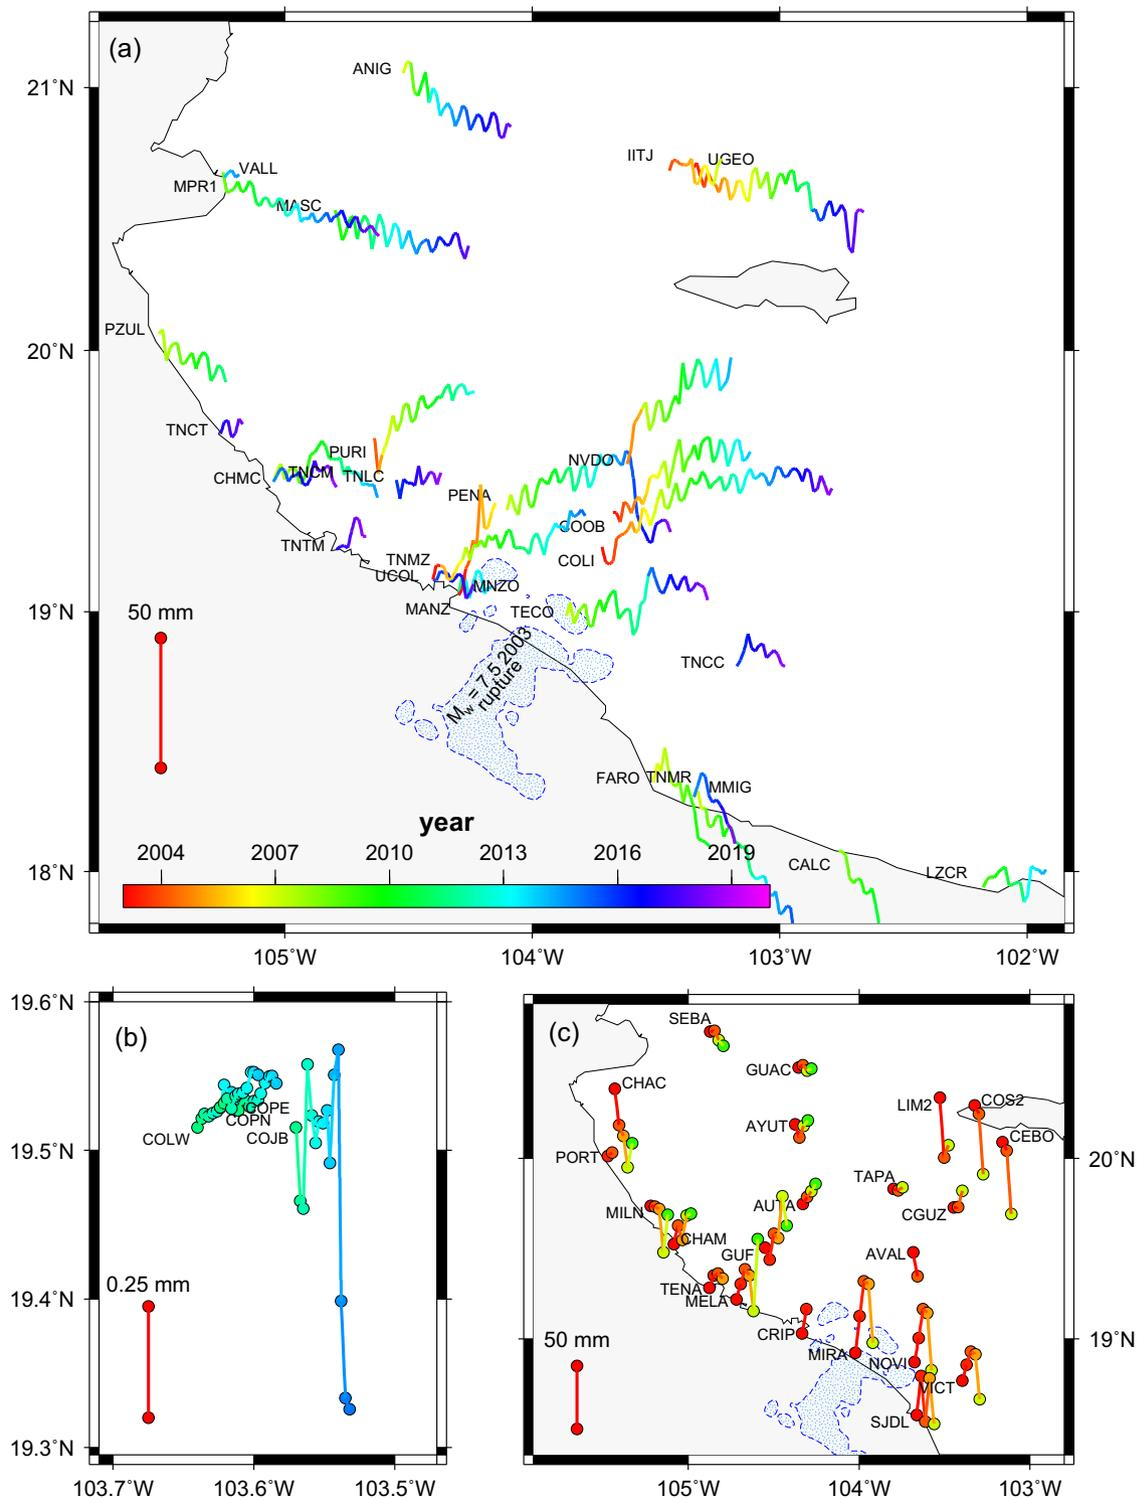 (a)
ANIG
21°N
IITJ
UGEO
VALL
MPR1
MASC
PZUL
20°N
TNCT
PURI
CHMC
TNCM
TNLC
NVDO
PENA
COOB
TNTM
TNMZ
COLI
UCOL
MNZO
MANZ
TECO
19°N
50 mm
TNCC
Mw = 7.5 2003
rupture
FARO
TNMR
MMIG
year
2004
2007
2010
2013
2016
2019
CALC
LZCR
18°N
105°W
104°W
103°W
102°W
19.6°N
(b)
COPE
COPN
COLW
COJB
19.5°N
0.25 mm
19.4°N
19.3°N
103.7°W
103.6°W
103.5°W
(c)
SEBA
GUAC
CHAC
LIM2
COS2
AYUT
CEBO
PORT
20°N
TAPA
MILN
AUTA
CGUZ
CHAM
GUF
AVAL
TENA
MELA
50 mm
CRIP
19°N
MIRA
NOVI
VICT
SJDL
105°W
104°W
103°W